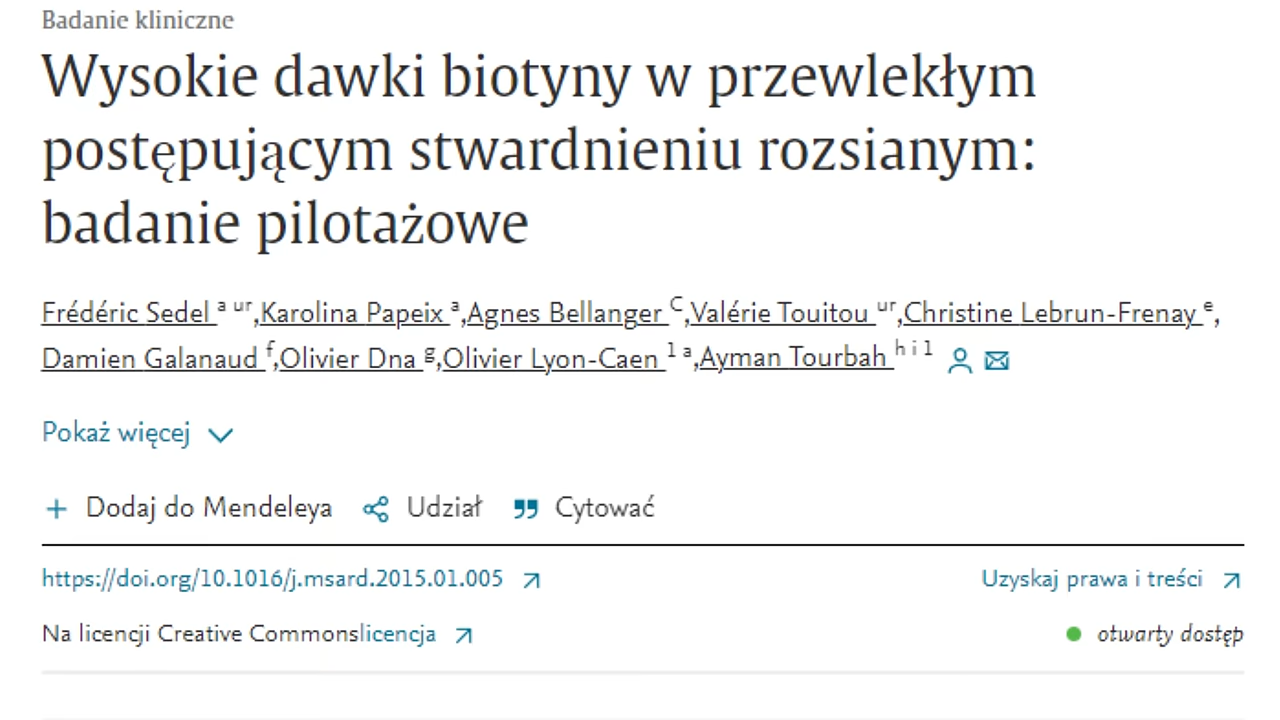 Badanie kliniczne
Wysokie dawki biotyny w przewlekłym
postępującym stwardnieniu rozsianym:
badanie pilotażowe
Frédéric Sedel a ur,Karolina Papeix a,Agnes Bellanger C,Valérie Touitou ur,Christine Lebrun-Frenay e,
Damien Galanaud f,Olivier Dna g,Olivier Lyon-Caen l a,Ayman Tourbah h i l
Pokaż więcej
Dodaj do Mendeleya Udział Cytować
https://doi.org/10.1016/j.msard.2015.01.005 Uzyskaj prawa i treści
Na licencji Creative Commonslicencja otwarty dostęp